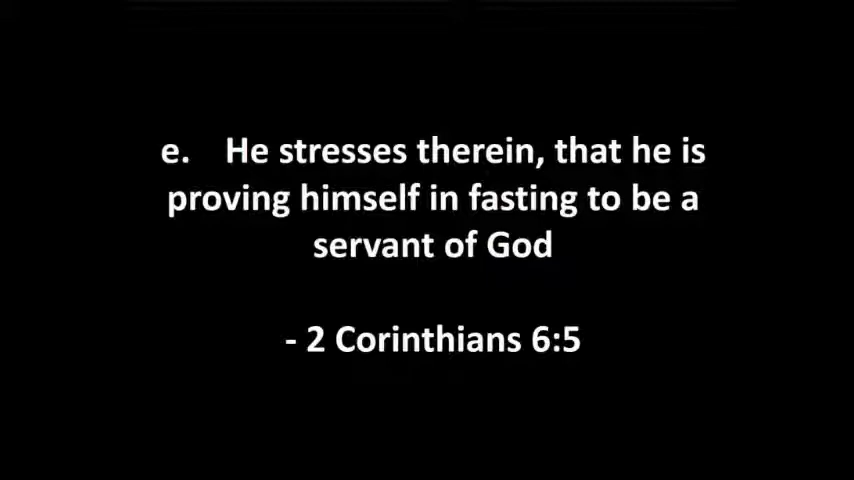 e. He stresses therein, that he is
proving himself in fasting to be a
servant of God
- 2 Corinthians 6:5